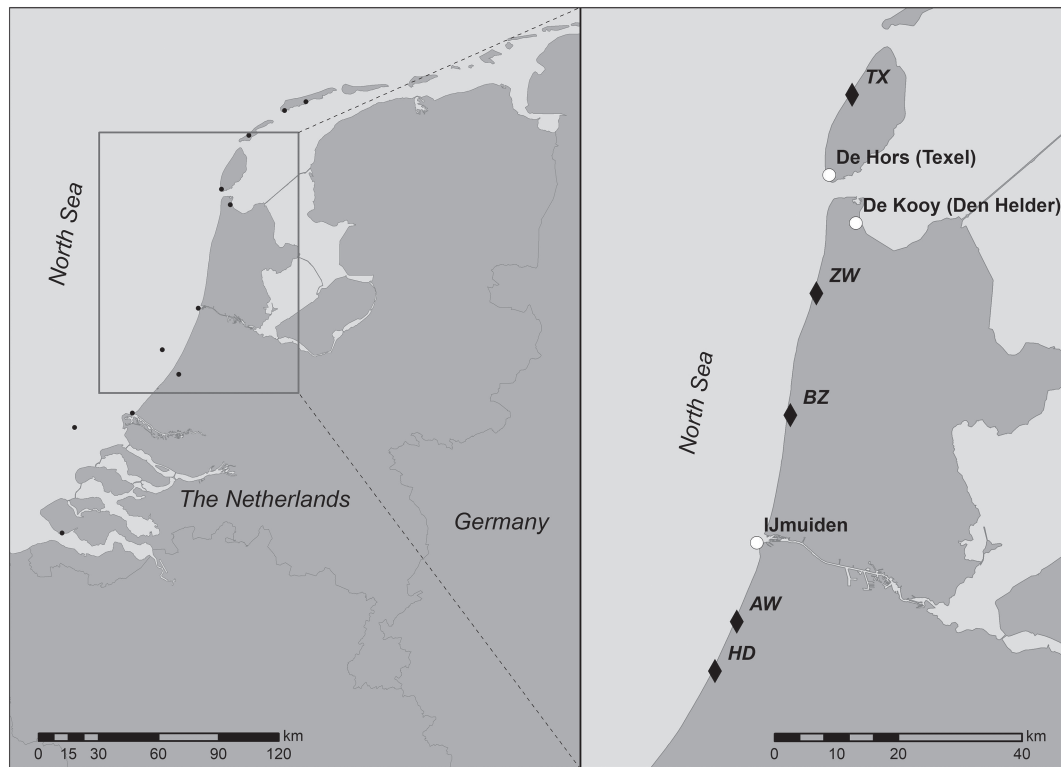 North Sea
The Netherlands
Germany
km
0 15 30 60 90 120
TX
De Hors (Texel)
De Kooy (Den Helder)
ZW
North Sea
BZ
IJmuiden
AW
HD
km
0 10 20 40